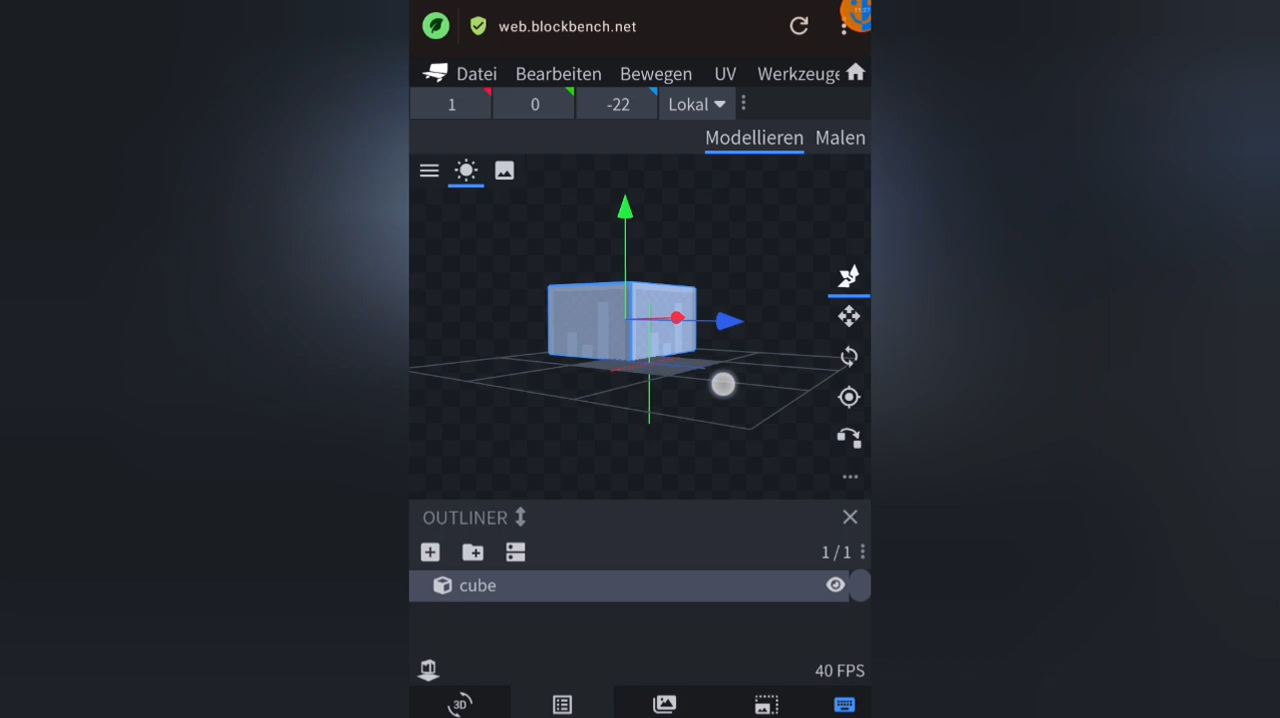 web.blockbench.net
Datei Bearbeiten Bewegen UV Werkzeuge
1 0 -22 Lokal
Modellieren Malen
OUTLINER
1 / 1
cube
40 FPS
3D